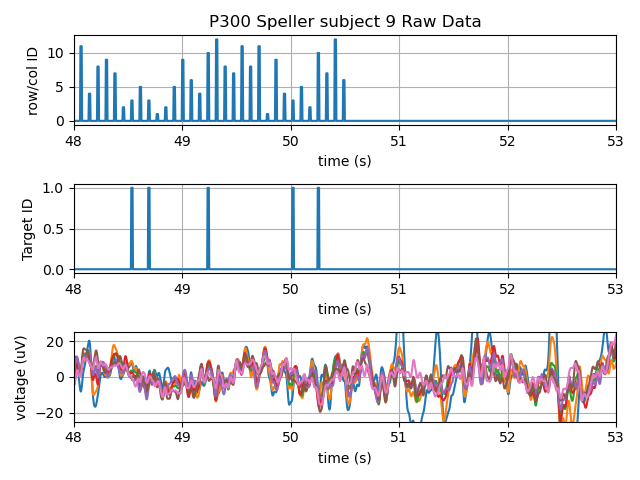 P300 Speller subject 9 Raw Data
row/col ID
10
5
0
48 49 50 51 52 53
time (s)
Target ID
1.0
0.5
0.0
48 49 50 51 52 53
time (s)
voltage (uV)
20
0
−20
48 49 50 51 52 53
time (s)